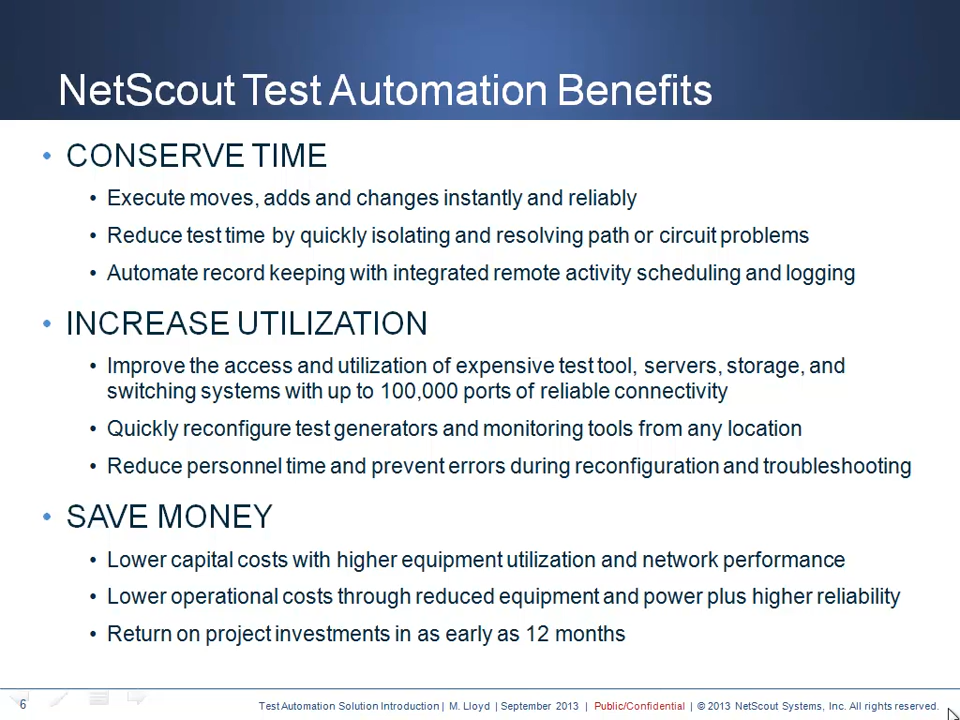 NetScout Test Automation Benefits
• CONSERVE TIME
• Execute moves, adds and changes instantly and reliably
• Reduce test time by quickly isolating and resolving path or circuit problems
• Automate record keeping with integrated remote activity scheduling and logging
• INCREASE UTILIZATION
• Improve the access and utilization of expensive test tool, servers, storage, and
switching systems with up to 100,000 ports of reliable connectivity
• Quickly reconfigure test generators and monitoring tools from any location
• Reduce personnel time and prevent errors during reconfiguration and troubleshooting
• SAVE MONEY
• Lower capital costs with higher equipment utilization and network performance
• Lower operational costs through reduced equipment and power plus higher reliability
• Return on project investments in as early as 12 months
6 Test Automation Solution Introduction | M. Lloyd | September 2013 | Public/Confidential | © 2013 NetScout Systems, Inc. All rights reserved.